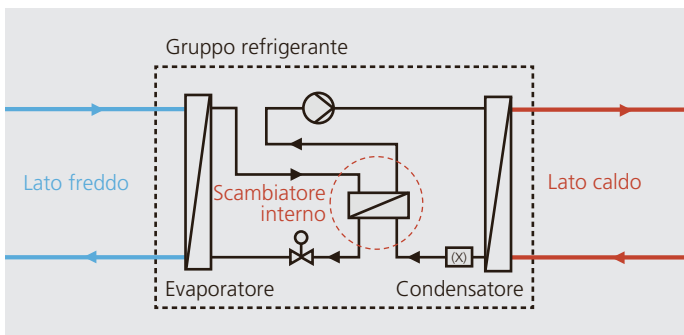 Gruppo refrigerante
Lato freddo
Scambiatore
interno
Lato caldo
(X)
Evaporatore
Condensatore